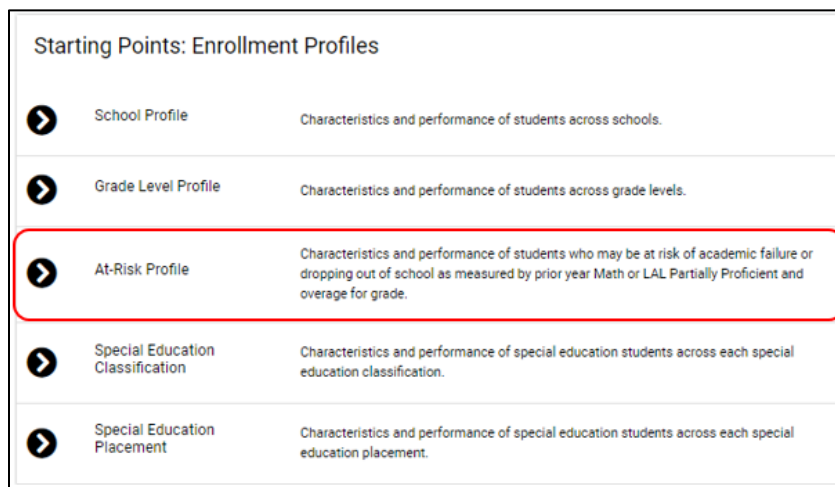 Starting Points: Enrollment Profiles
School Profile
Characteristics and performance of students across schools.
Grade Level Profile
Characteristics and performance of students across grade levels.
At-Risk Profile
Characteristics and performance of students who may be at risk of academic failure or
dropping out of school as measured by prior year Math or LAL Partially Proficient and
overage for grade.
Special Education
Classification
Characteristics and performance of special education students across each special
education classification.
Special Education
Placement
Characteristics and performance of special education students across each special
education placement.